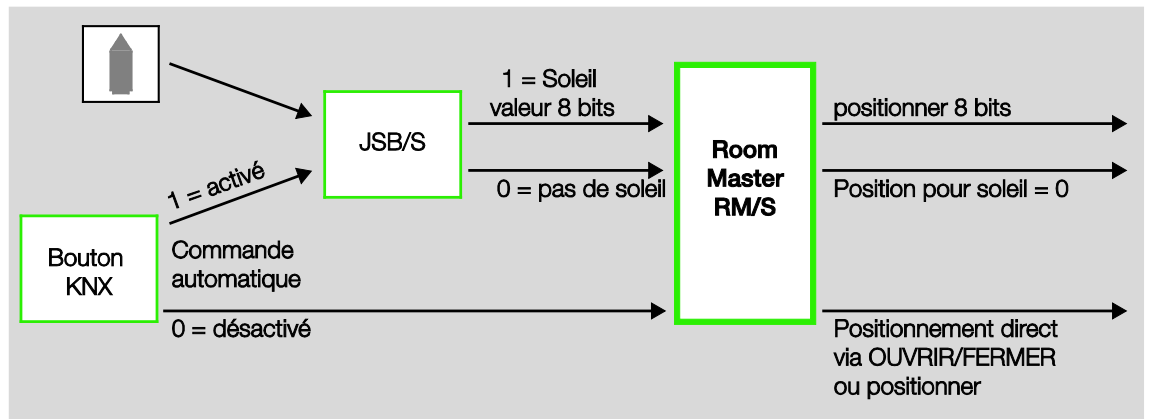 1 = Soleil
valeur 8 bits
positionner 8 bits
JSB/S
Room
Master
RM/S
1 = activé
0 = pas de soleil
Position pour soleil = 0
Bouton
KNX
Commande
automatique
0 = désactivé
Positionnement direct
via OUVRIR/FERMER
ou positionner